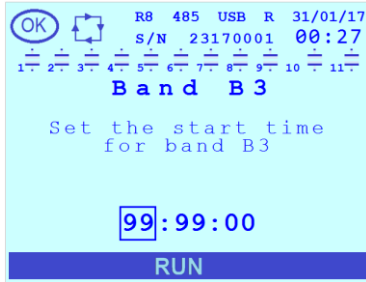 OK R8 485 USB R 31/01/17
S/N 23170001 00:27
1 2 3 4 5 6 7 8 9 10 11
Band B3
Set the start time
for band B3
99:99:00
RUN